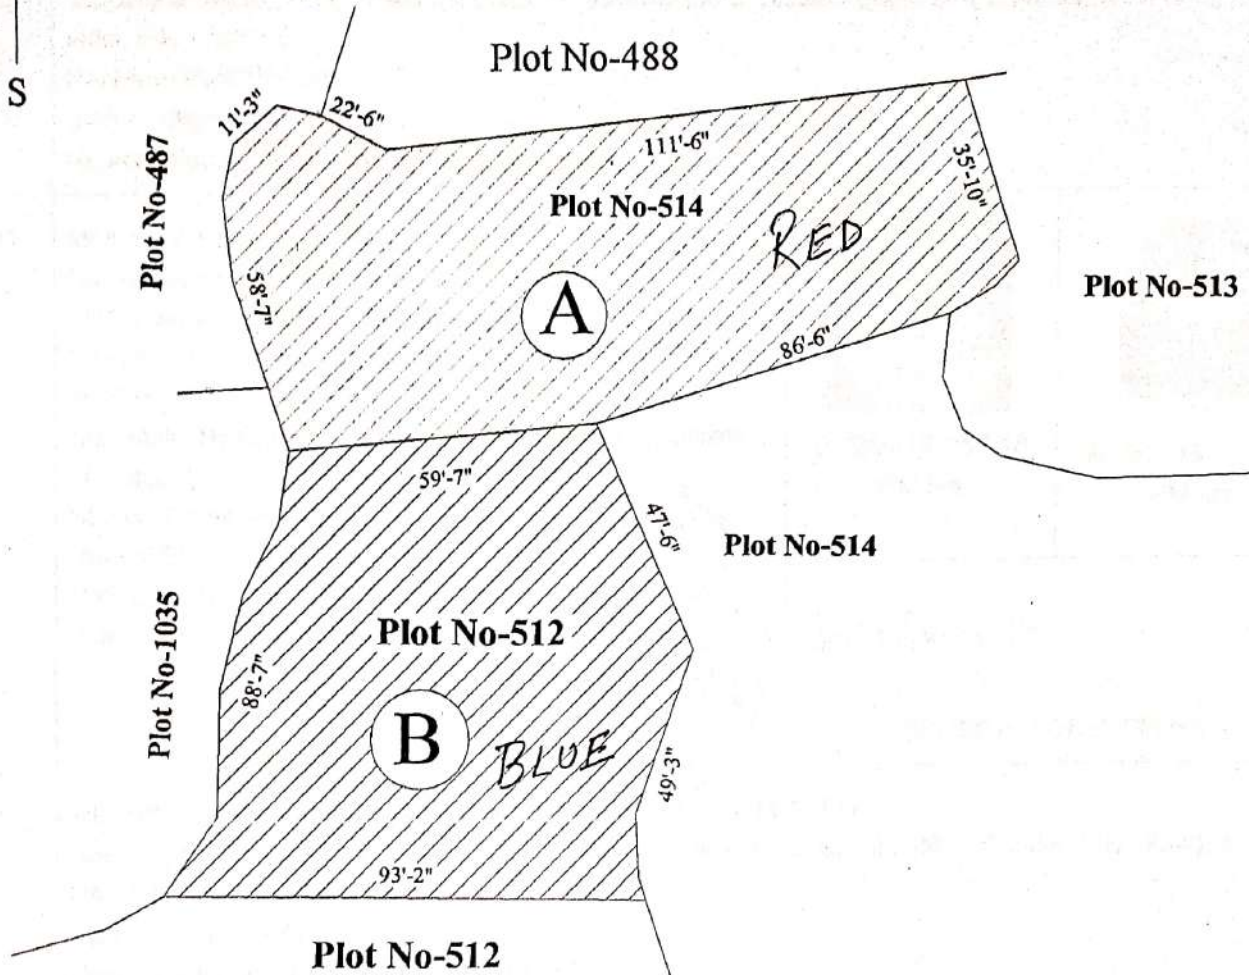 Plot No-488
S
11'-3"
22'-6"
111'-6"
35'-10"
Plot No-487
Plot No-514
RED
58'-7"
A
Plot No-513
86'-6"
59'-7"
47'-6"
Plot No-514
Plot No-1035
Plot No-512
88'-7"
B
BLUE
49'-3"
93'-2"
Plot No-512